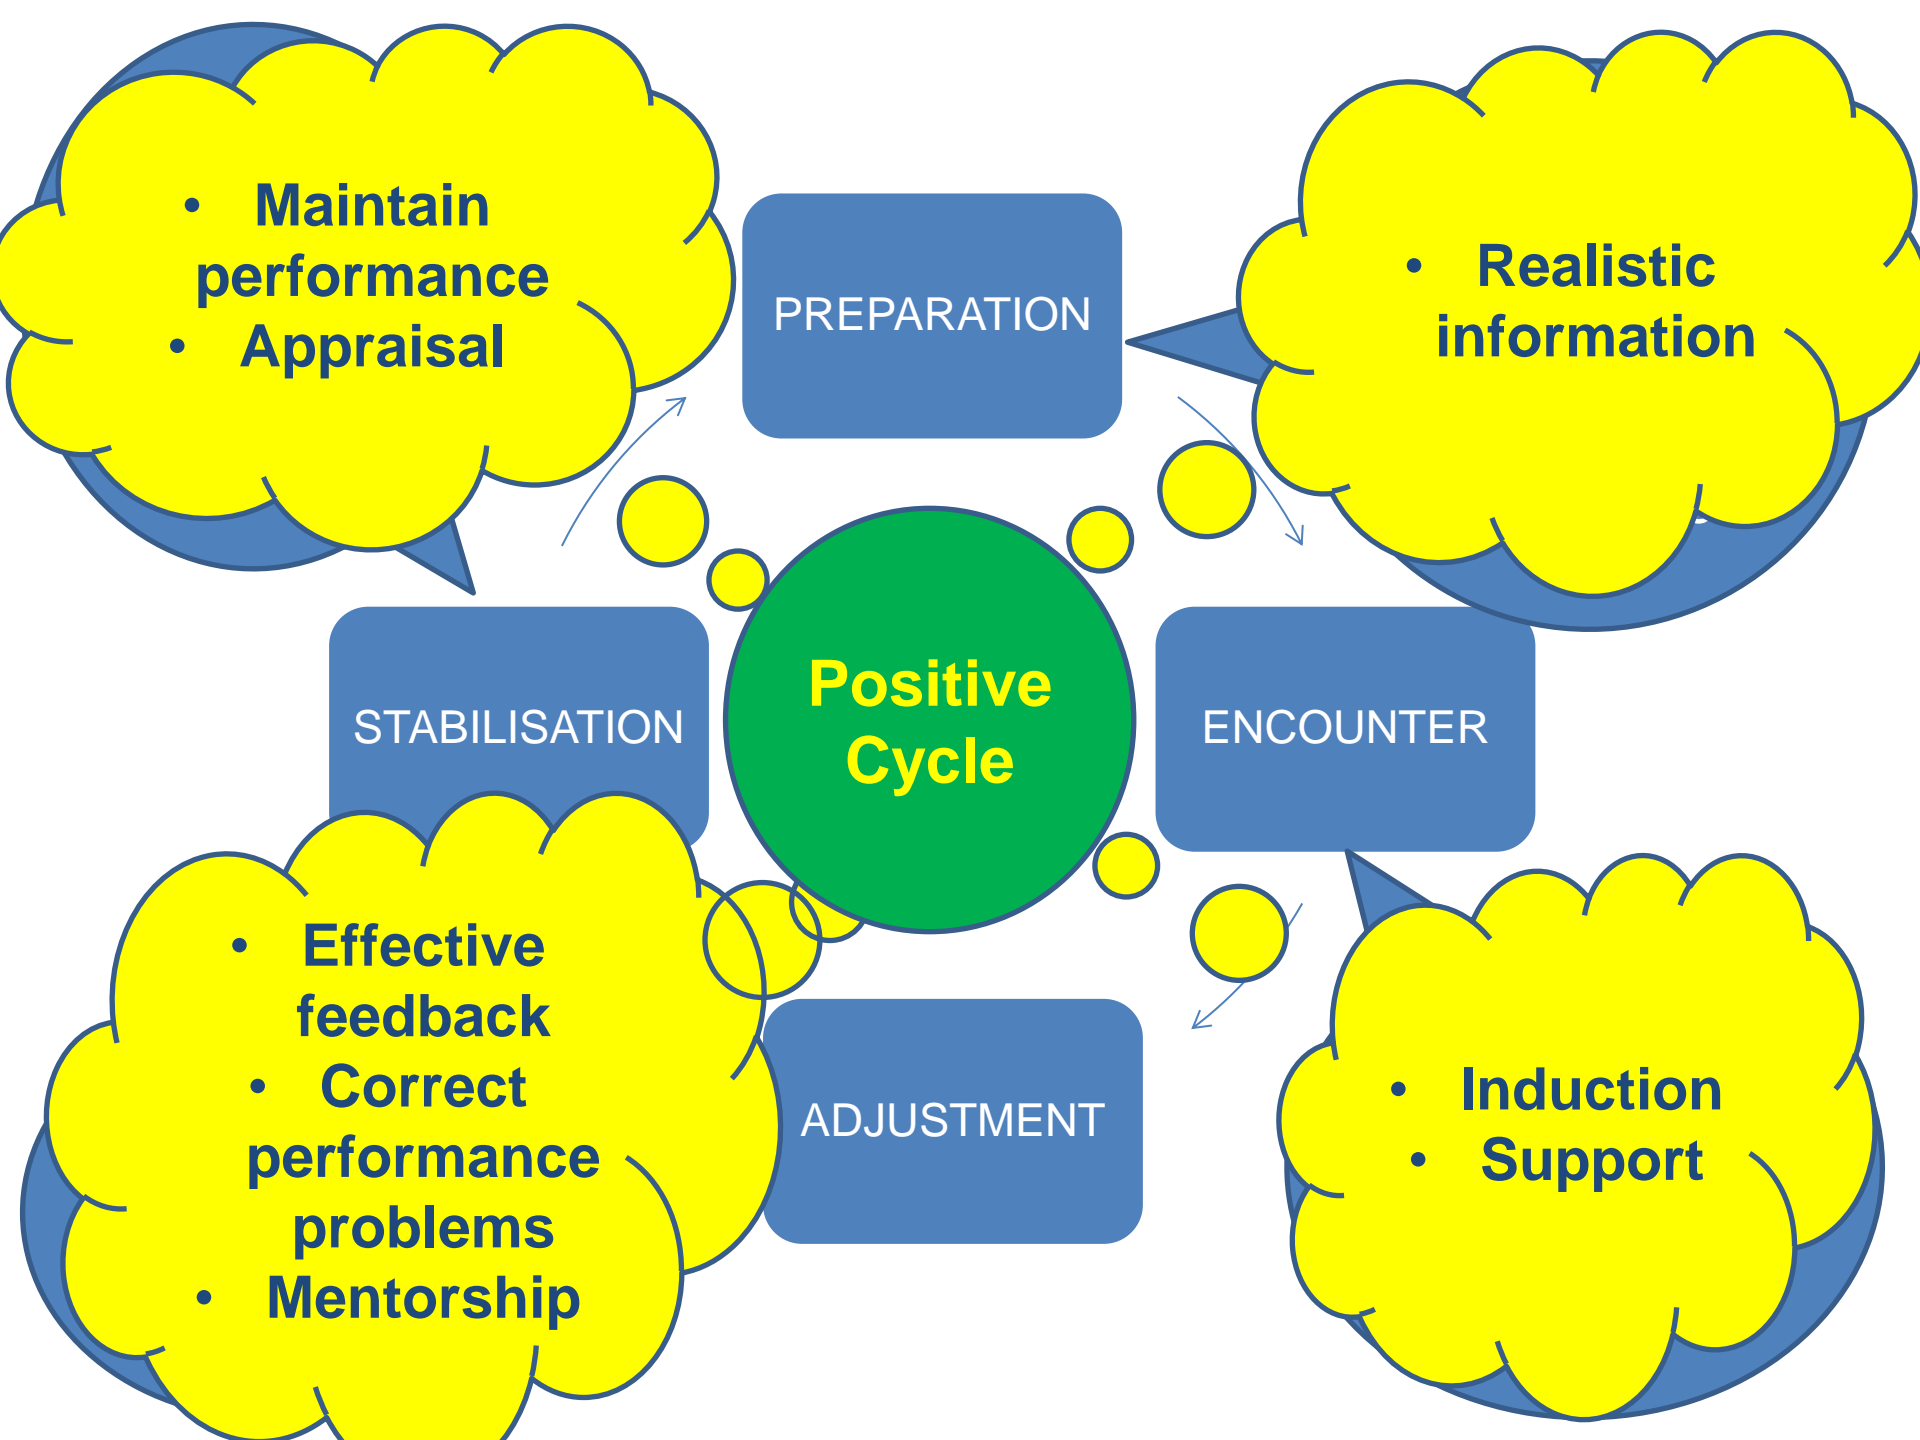 • Maintain
performance
• Appraisal
• Realistic
information
PREPARATION
STABILISATION
Positive
Cycle
ENCOUNTER
• Effective
feedback
• Correct
performance
problems
• Mentorship
ADJUSTMENT
• Induction
• Support